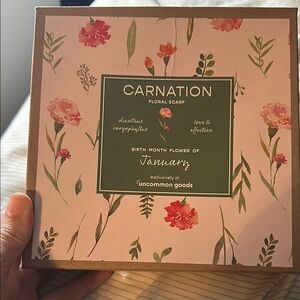 CARNATION
FLORAL SCARF
dianthus
caryophyllus
love &
affection
BIRTH MONTH FLOWER OF
January
exclusively at
uncommon goods